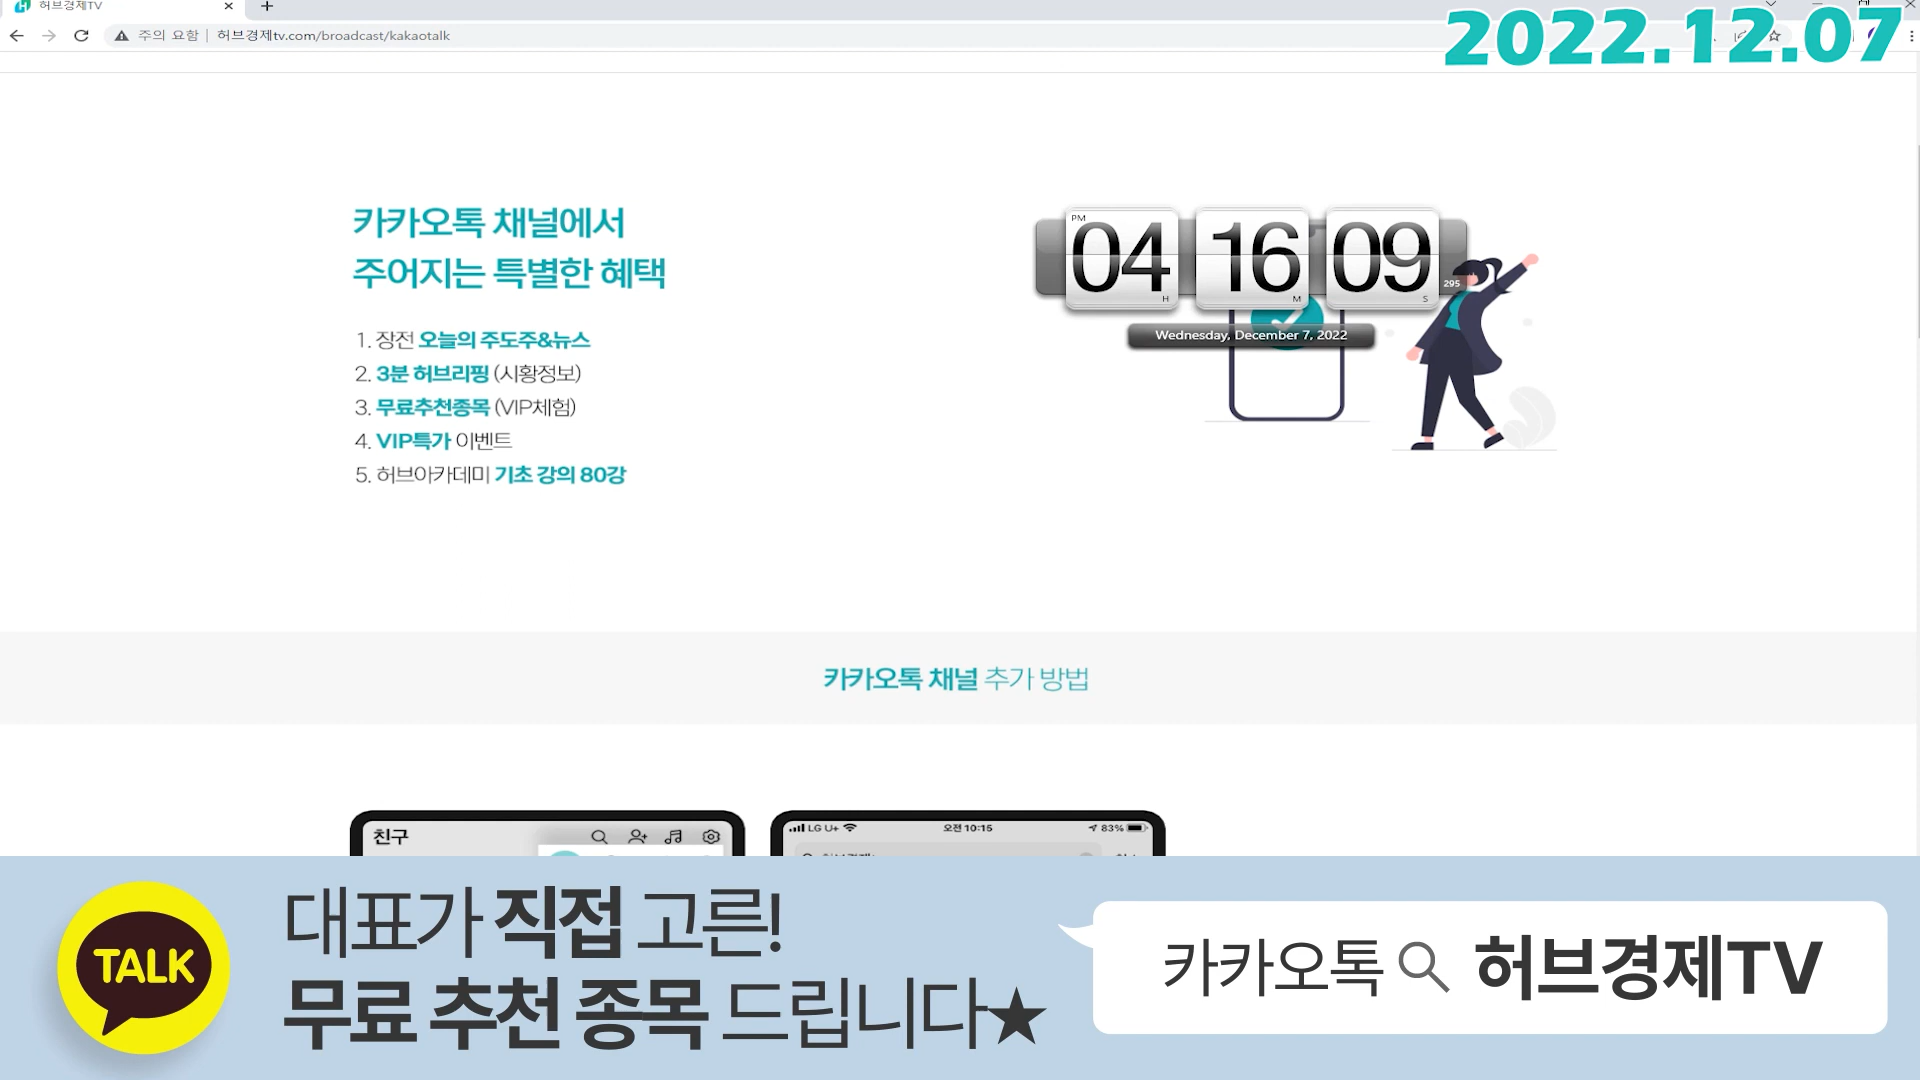 허브경제TV
2022.12.07
주의 요함 | 허브경제tv.com/broadcast/kakaotalk
카카오톡 채널에서
주어지는 특별한 혜택
1. 장전 오늘의 주도주&뉴스
2. 3분 허브리핑 (시황정보)
3. 무료추천종목 (VIP체험)
4. VIP특가 이벤트
5. 허브아카데미 기초 강의 80강
PM
04 16 09
H M S
295
Wednesday, December 7, 2022
카카오톡 채널 추가 방법
친구
LG U+ 오전 10:15 83%
TALK
대표가 직접 고른!
무료 추천 종목 드립니다★
카카오톡 허브경제TV